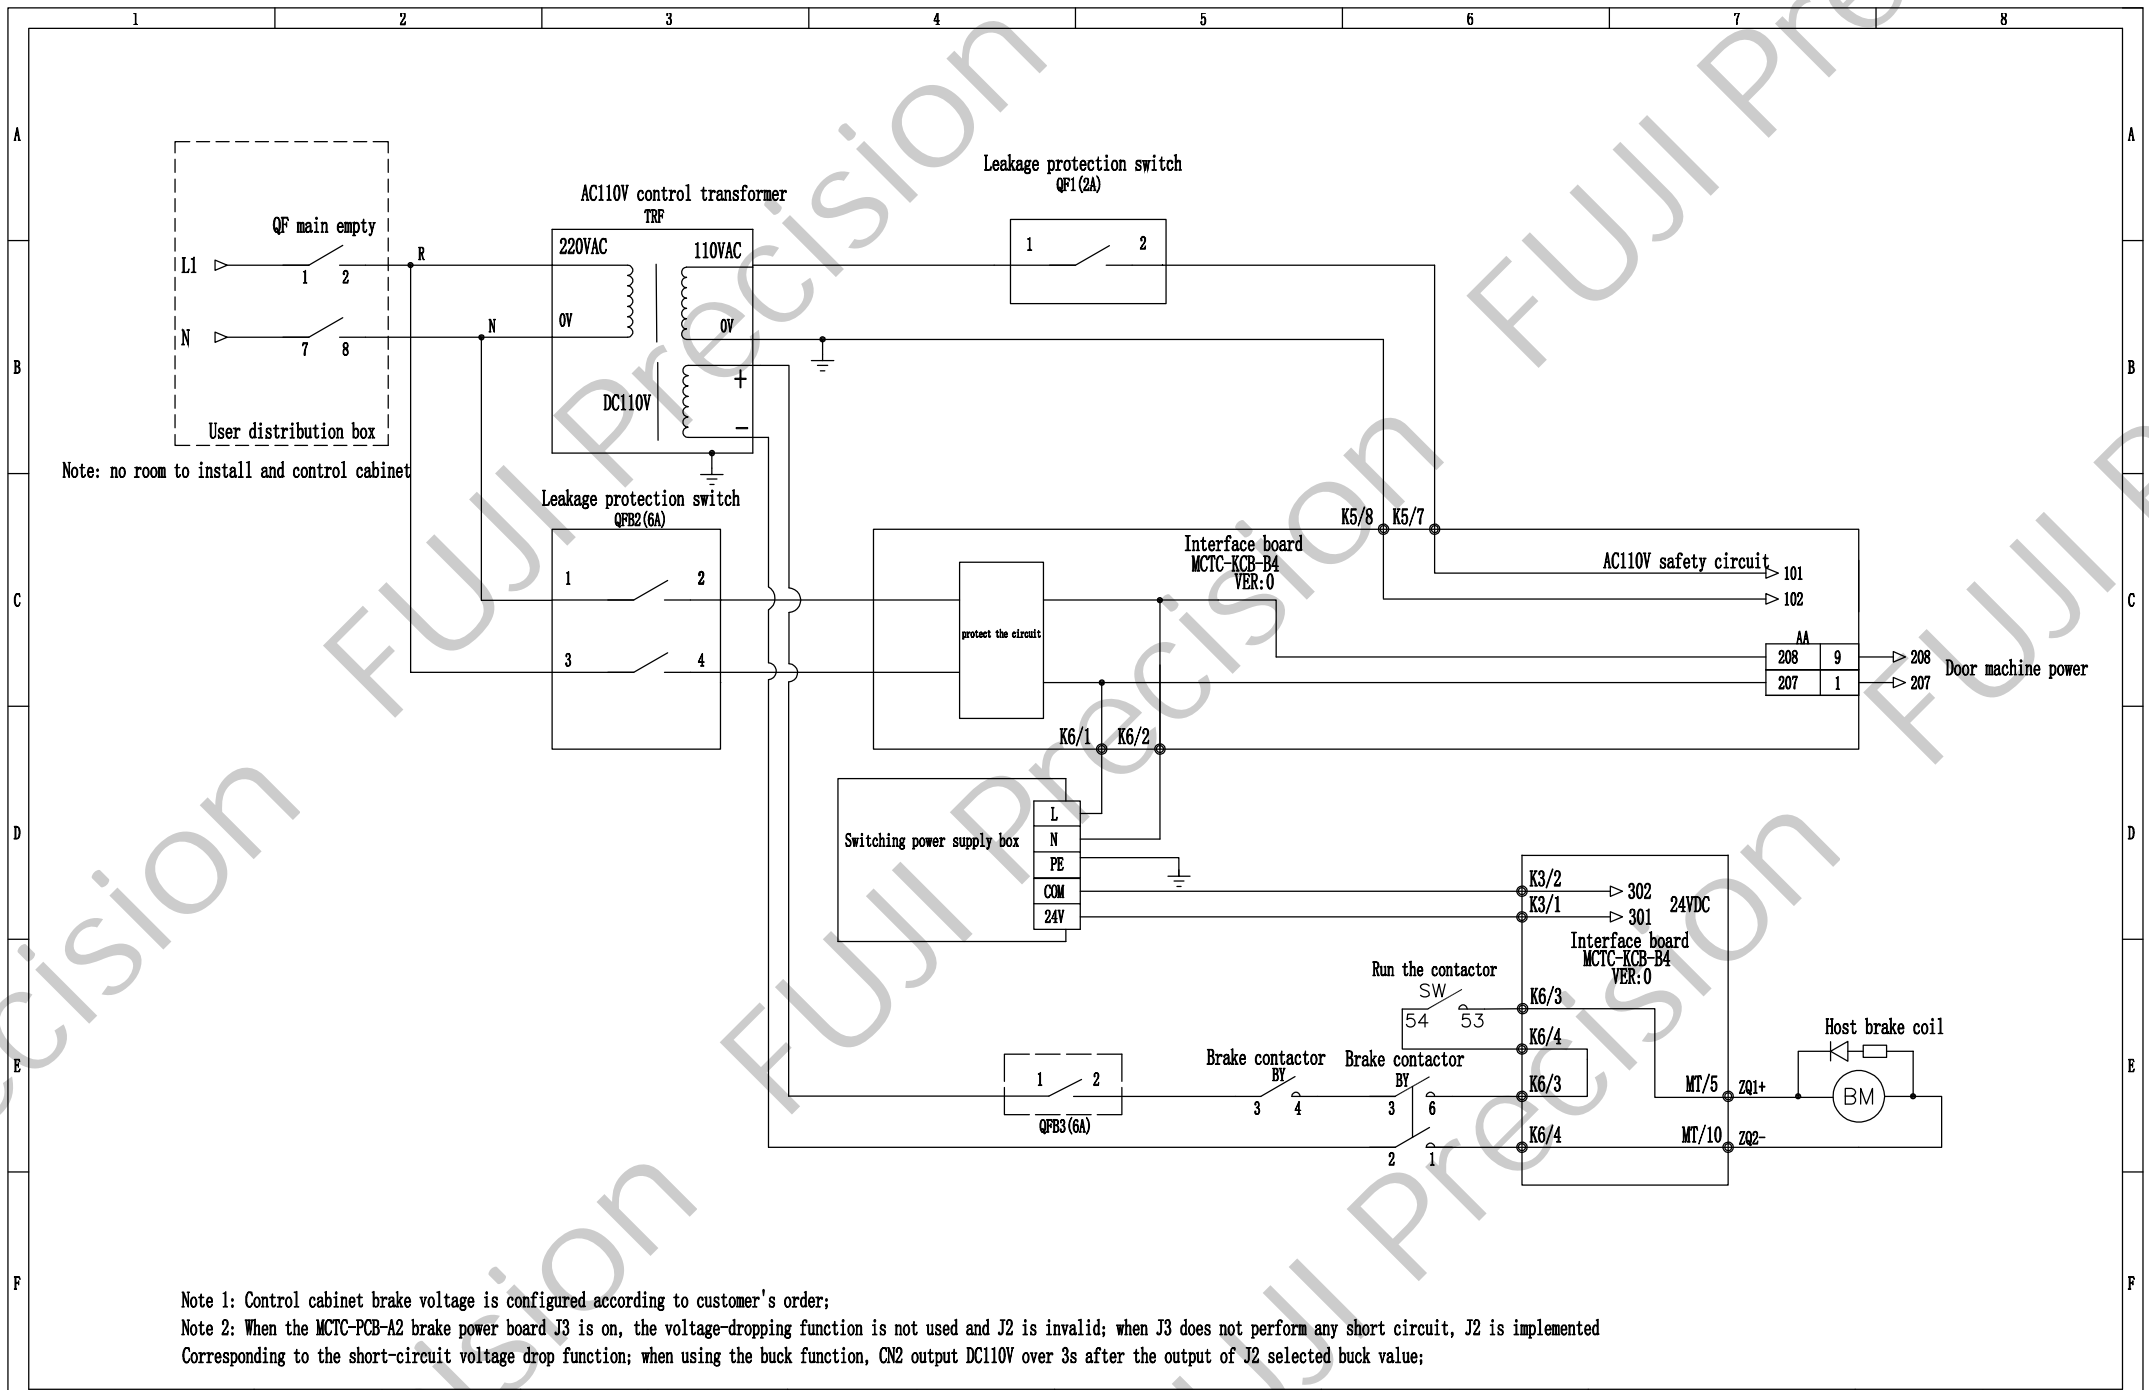 1 2 3 4 5 6 7 8
A A
B B
C C
D D
E E
F F
QF main empty
L1
1 2
R
N
7 8
N
User distribution box
Note: no room to install and control cabinet
AC110V control transformer
TRF
220VAC 110VAC
0V 0V
DC110V
+
−
Leakage protection switch
QF1(2A)
1 2
Leakage protection switch
QFB2(6A)
1 2
3 4
K5/8 K5/7
Interface board
MCTC-KCB-B4
VER:0
protect the circuit
AC110V safety circuit
101
102
AA
208 9 208
207 1 207
Door machine power
K6/1 K6/2
Switching power supply box
L
N
PE
COM
24V
K3/2 302
K3/1 301
24VDC
Interface board
MCTC-KCB-B4
VER:0
Run the contactor
SW
54 53
K6/3
K6/4
K6/3
K6/4
QFB3(6A)
1 2
Brake contactor
BY
3 4
Brake contactor
BY
3 6
2 1
MT/5 ZQ1+
MT/10 ZQ2-
Host brake coil
BM
Note 1: Control cabinet brake voltage is configured according to customer's order;
Note 2: When the MCTC-PCB-A2 brake power board J3 is on, the voltage-dropping function is not used and J2 is invalid; when J3 does not perform any short circuit, J2 is implemented
Corresponding to the short-circuit voltage drop function; when using the buck function, CN2 output DC110V over 3s after the output of J2 selected buck value;
FUJI Precision
FUJI Precision
FUJI Precision
FUJI Precision